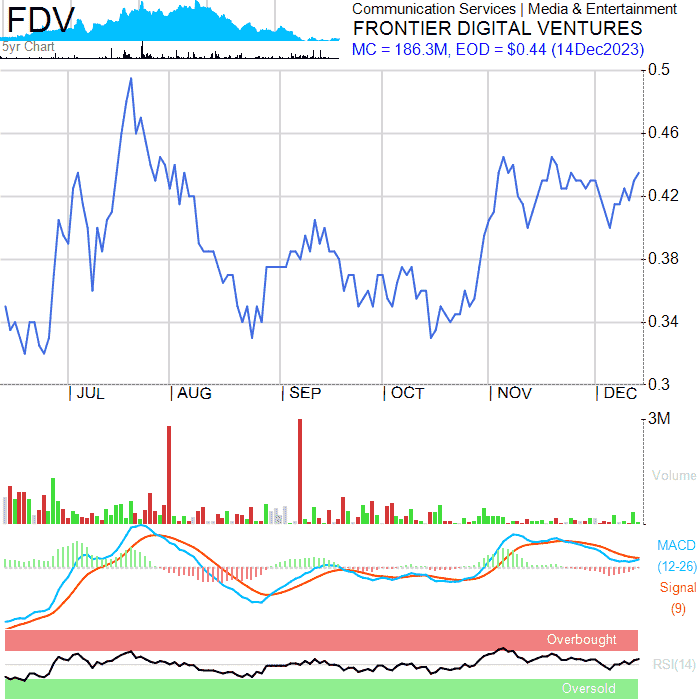 FDV
5yr Chart
Communication Services | Media & Entertainment
FRONTIER DIGITAL VENTURES
MC = 186.3M, EOD = $0.44 (14Dec2023)
0.5
0.46
0.42
0.38
0.34
0.3
| JUL | AUG | SEP | OCT | NOV | DEC
3M
Volume
MACD
(12-26)
Signal
(9)
Overbought
RSI(14)
Oversold